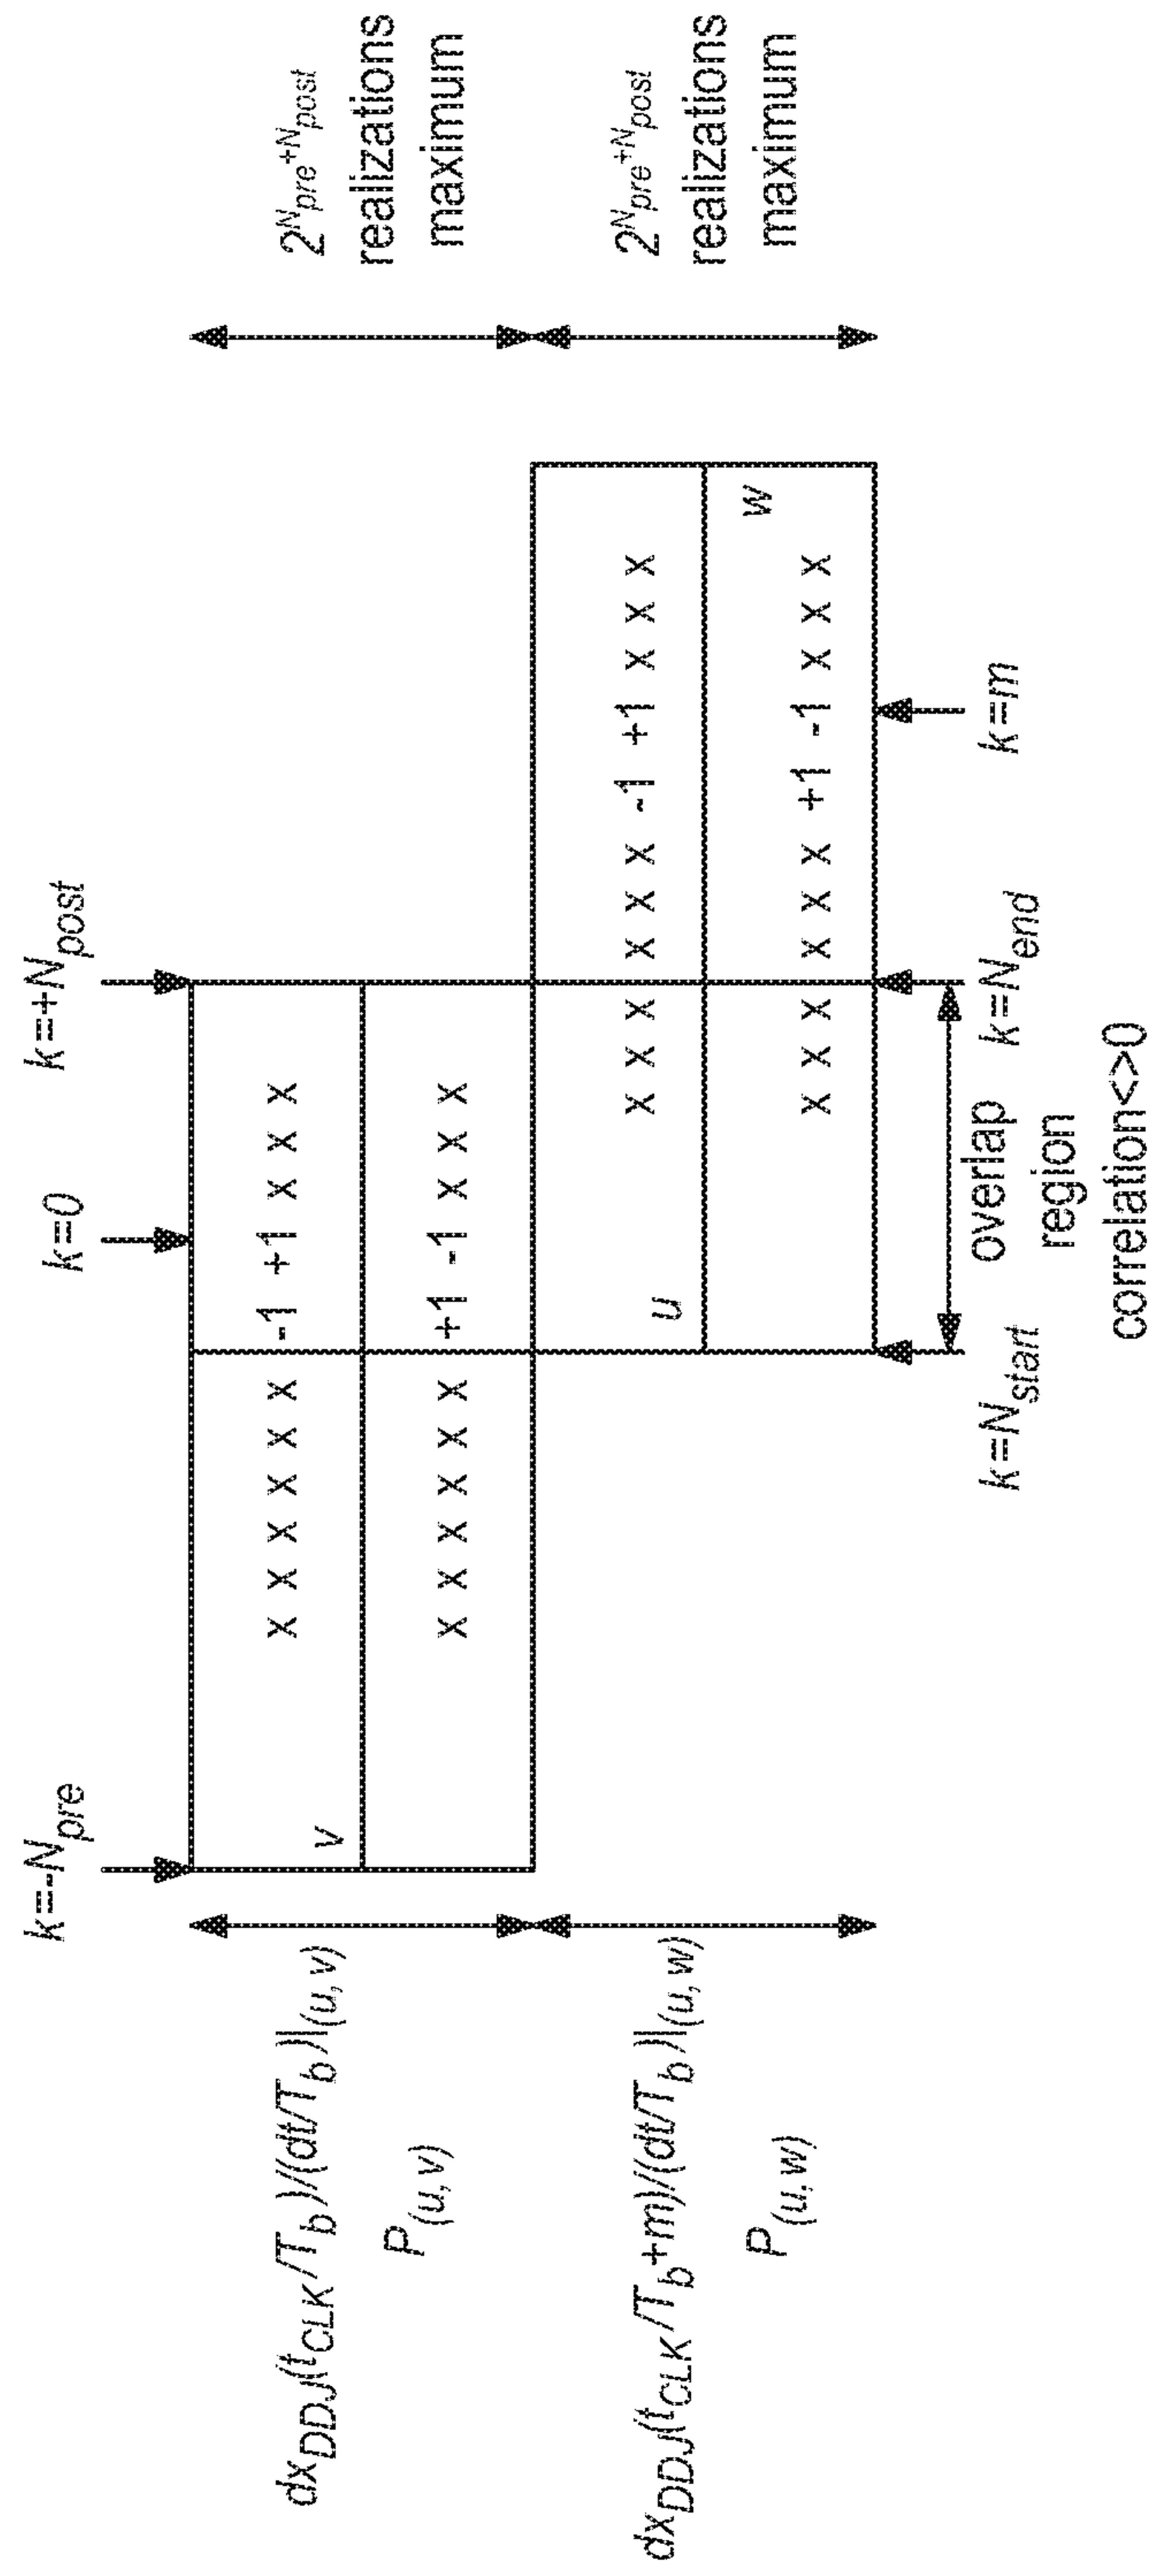 k=-N_pre
k=0
k=+N_post
dx_DDJ(t_CLK/T_b)/(dt/T_b)|_(u,v)
P_(u,v)
v
x x x x x x -1 +1 x x x
x x x x x x +1 -1 x x x
2^N_pre+N_post
realizations
maximum
dx_DDJ(t_CLK/T_b+m)/(dt/T_b)|_(u,w)
P_(u.w)
u
x x x x x x -1 +1 x x x
w
x x x x x x +1 -1 x x x
2^N_pre+N_post
realizations
maximum
k=N_start
overlap
region
correlation<>0
k=N_end
k=m